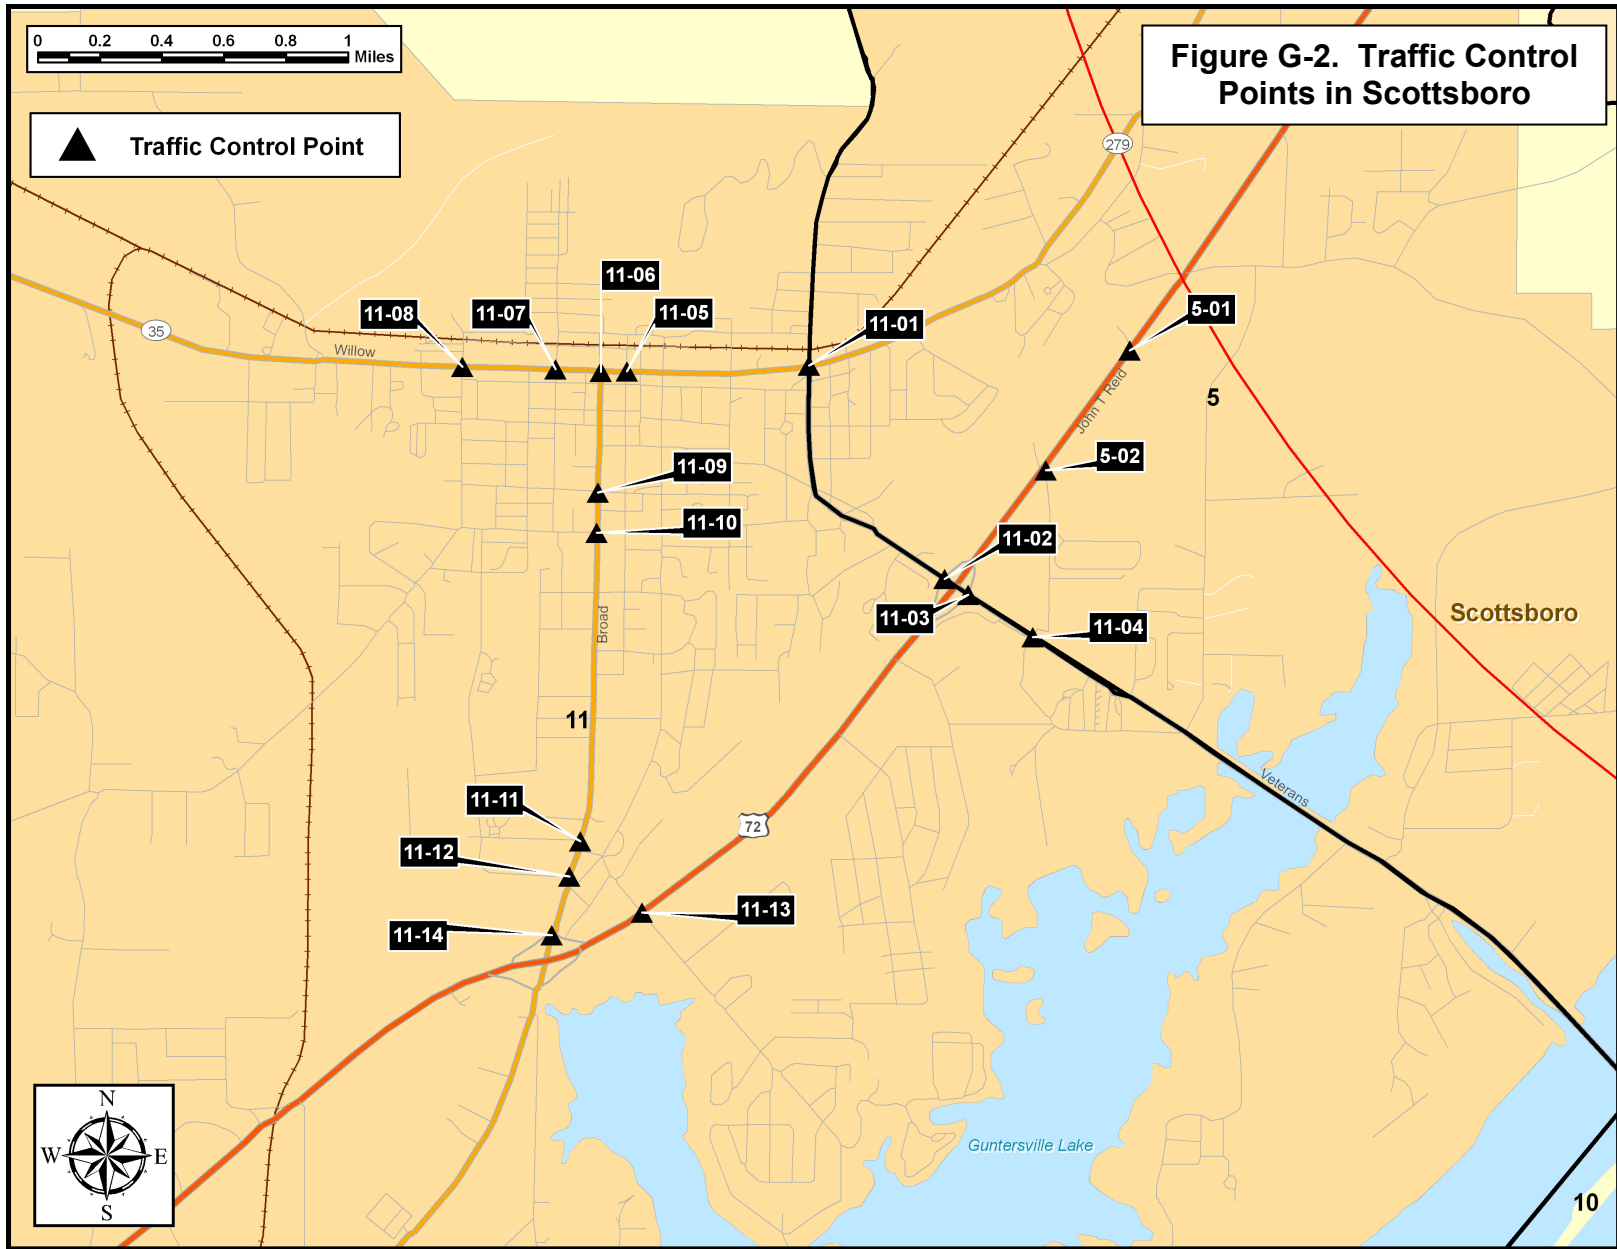 0 0.2 0.4 0.6 0.8 1
Miles
Figure G-2. Traffic Control
Points in Scottsboro
Traffic Control Point
279
35
Willow
11-08
11-07
11-06
11-05
11-01
5-01
5
John T Reid
5-02
11-09
11-10
11-02
11-03
11-04
Scottsboro
Broad
11
11-11
11-12
72
Veterans
11-13
11-14
Guntersville Lake
10
N
W E
S